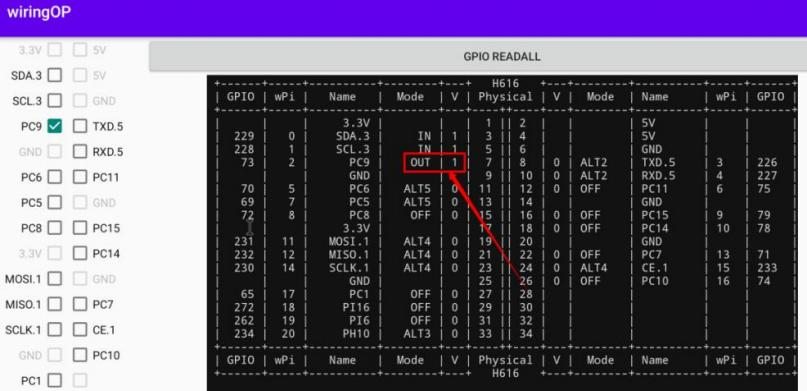 wiringOP
3.3V 5V
SDA.3 5V
SCL.3 GND
PC9 TXD.5
GND RXD.5
PC6 PC11
PC5 GND
PC8 PC15
3.3V PC14
MOSI.1 GND
MISO.1 PC7
SCLK.1 CE.1
GND PC10
PC1
GPIO READALL
+------+-----+----------+--------+---+ H616 +---+--------+----------+-----+------+
| GPIO | wPi | Name | Mode | V | Physical | V | Mode | Name | wPi | GPIO |
+------+-----+----------+--------+---+----++----+---+--------+----------+-----+------+
| | | 3.3V | | | 1 || 2 | | | 5V | | |
| 229 | 0 | SDA.3 | IN | 1 | 3 || 4 | | | 5V | | |
| 228 | 1 | SCL.3 | IN | 1 | 5 || 6 | | | GND | | |
| 73 | 2 | PC9 | OUT | 1 | 7 || 8 | 0 | ALT2 | TXD.5 | 3 | 226 |
| | | GND | | | 9 || 10 | 0 | ALT2 | RXD.5 | 4 | 227 |
| 70 | 5 | PC6 | ALT5 | 0 | 11 || 12 | 0 | OFF | PC11 | 6 | 75 |
| 69 | 7 | PC5 | ALT5 | 0 | 13 || 14 | | | GND | | |
| 72 | 8 | PC8 | OFF | 0 | 15 || 16 | 0 | OFF | PC15 | 9 | 79 |
| | | 3.3V | | | 17 || 18 | 0 | OFF | PC14 | 10 | 78 |
| 231 | 11 | MOSI.1 | ALT4 | 0 | 19 || 20 | | | GND | | |
| 232 | 12 | MISO.1 | ALT4 | 0 | 21 || 22 | 0 | OFF | PC7 | 13 | 71 |
| 230 | 14 | SCLK.1 | ALT4 | 0 | 23 || 24 | 0 | ALT4 | CE.1 | 15 | 233 |
| | | GND | | | 25 || 26 | 0 | OFF | PC10 | 16 | 74 |
| 65 | 17 | PC1 | OFF | 0 | 27 || 28 | | | | | |
| 272 | 18 | PI16 | OFF | 0 | 29 || 30 | | | | | |
| 262 | 19 | PI6 | OFF | 0 | 31 || 32 | | | | | |
| 234 | 20 | PH10 | ALT3 | 0 | 33 || 34 | | | | | |
+------+-----+----------+--------+---+----++----+---+--------+----------+-----+------+
| GPIO | wPi | Name | Mode | V | Physical | V | Mode | Name | wPi | GPIO |
+------+-----+----------+--------+---+ H616 +---+--------+----------+-----+------+